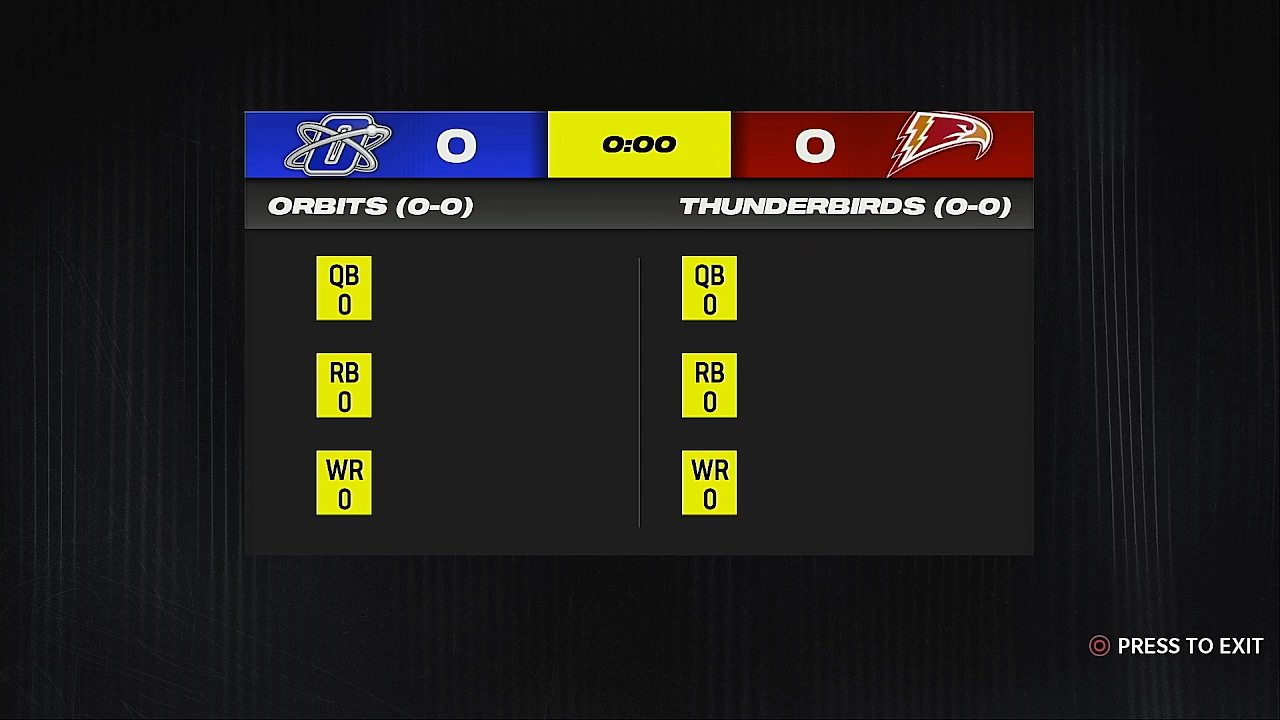 0 0:00 0
ORBITS (0-0) THUNDERBIRDS (0-0)
QB QB
0 0
RB RB
0 0
WR WR
0 0
PRESS TO EXIT